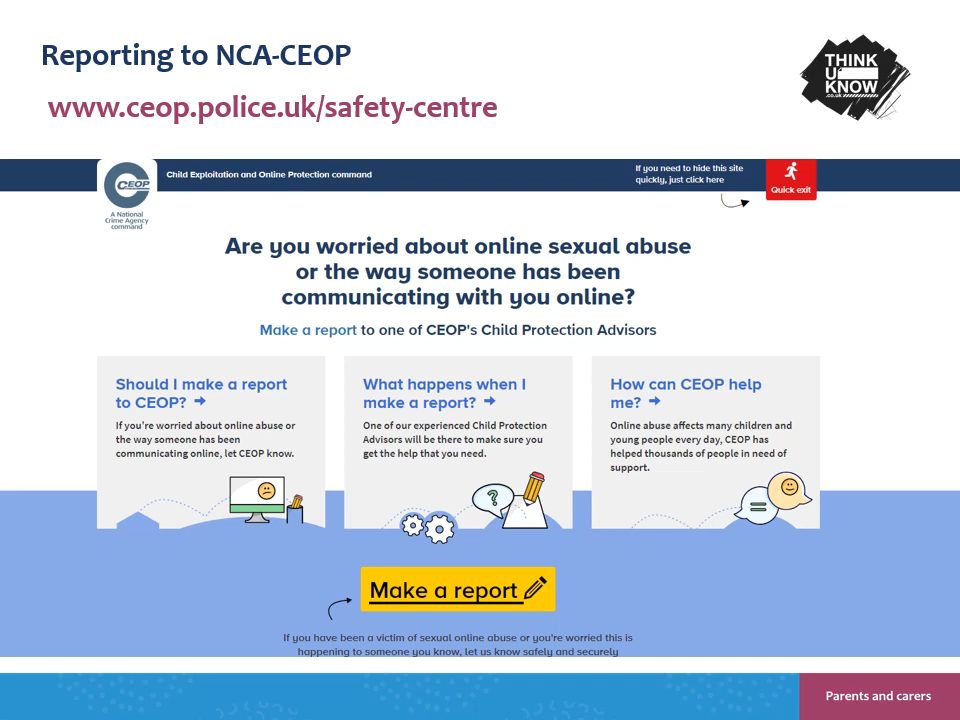 Reporting to NCA-CEOP
www.ceop.police.uk/safety-centre
THINK
U
KNOW
.co.uk
CEOP
A National
Crime Agency
command
Child Exploitation and Online Protection command
If you need to hide this site
quickly, just click here
Quick exit
Are you worried about online sexual abuse
or the way someone has been
communicating with you online?
Make a report to one of CEOP's Child Protection Advisors
Should I make a report
to CEOP? →
If you're worried about online abuse or
the way someone has been
communicating online, let CEOP know.
What happens when I
make a report? →
One of our experienced Child Protection
Advisors will be there to make sure you
get the help that you need.
?
How can CEOP help
me? →
Online abuse affects many children and
young people every day, CEOP has
helped thousands of people in need of
support.
Make a report
If you have been a victim of sexual online abuse or you're worried this is
happening to someone you know, let us know safely and securely
Parents and carers